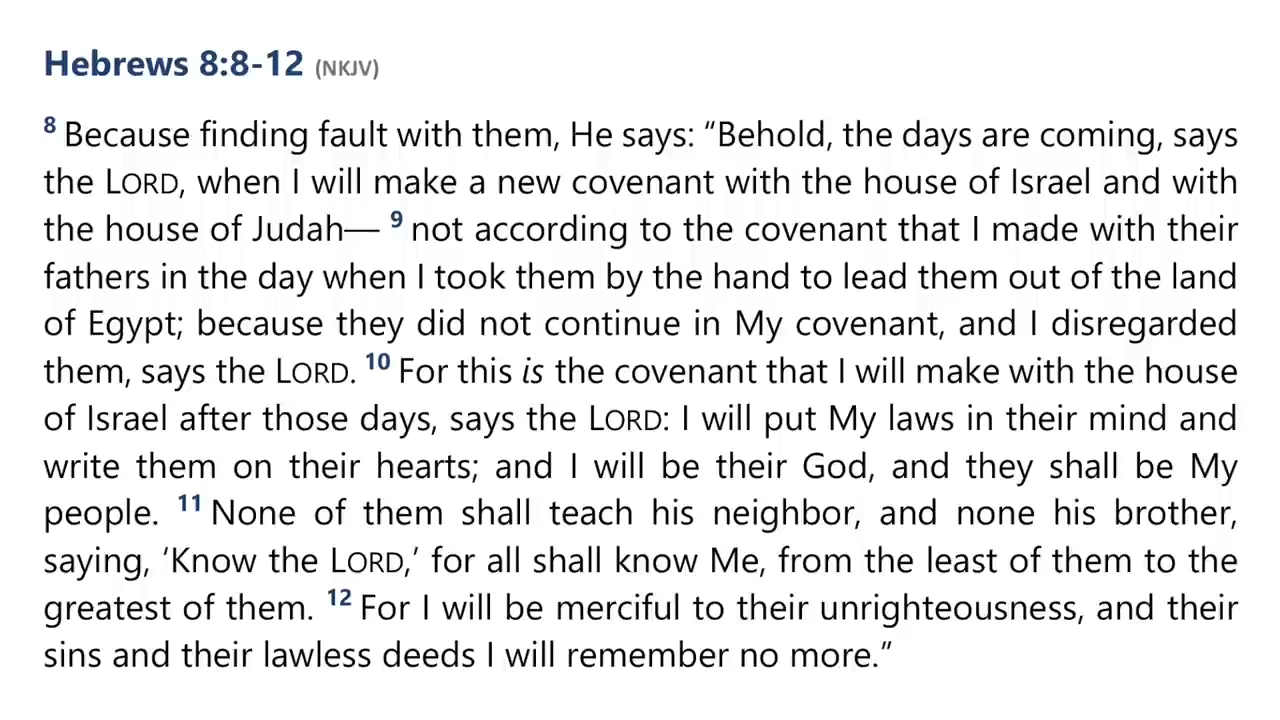 Hebrews 8:8-12 (NKJV)
8 Because finding fault with them, He says: “Behold, the days are coming, says
the LORD, when I will make a new covenant with the house of Israel and with
the house of Judah— 9 not according to the covenant that I made with their
fathers in the day when I took them by the hand to lead them out of the land
of Egypt; because they did not continue in My covenant, and I disregarded
them, says the LORD. 10 For this is the covenant that I will make with the house
of Israel after those days, says the LORD: I will put My laws in their mind and
write them on their hearts; and I will be their God, and they shall be My
people. 11 None of them shall teach his neighbor, and none his brother,
saying, ‘Know the LORD,’ for all shall know Me, from the least of them to the
greatest of them. 12 For I will be merciful to their unrighteousness, and their
sins and their lawless deeds I will remember no more.”